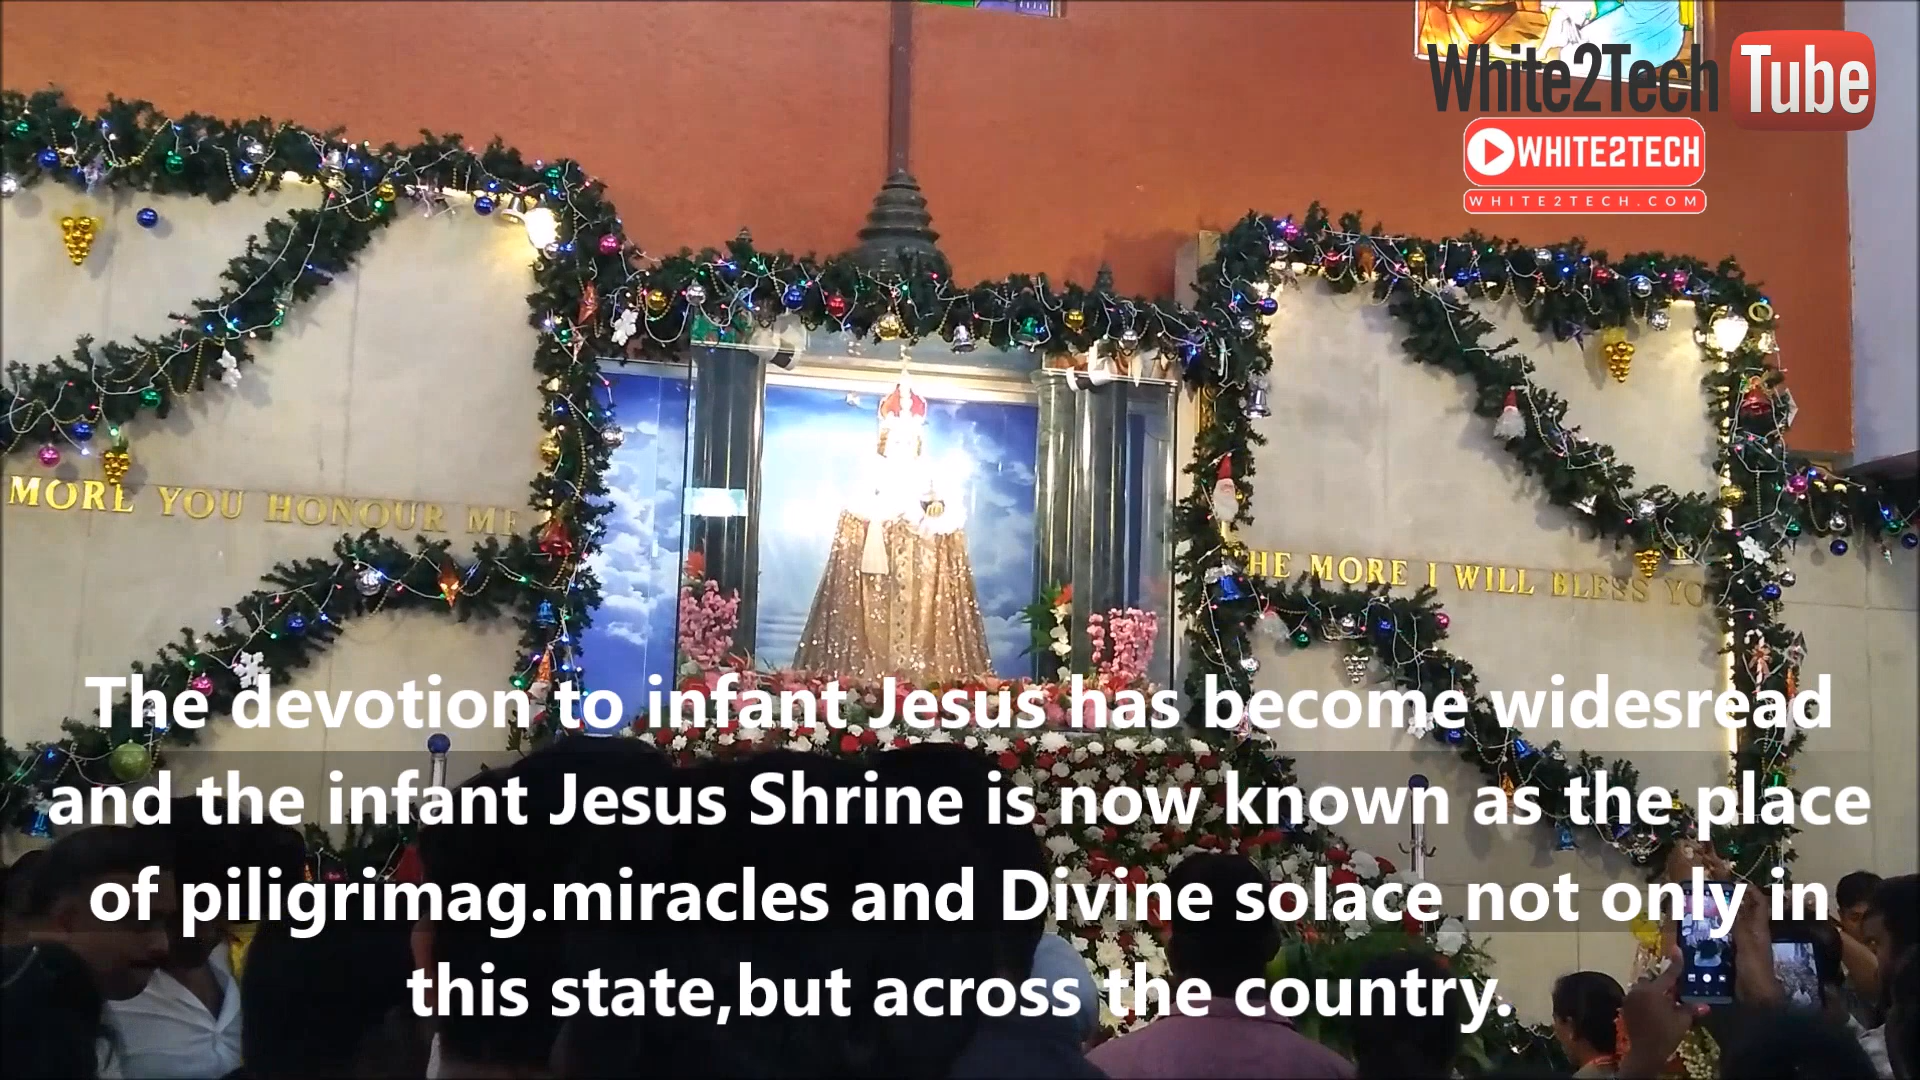 White2Tech Tube
WHITE2TECH
WHITE2TECH.COM
MORE YOU HONOUR ME
HE MORE I WILL BLESS YO
The devotion to infant Jesus has become widesread
and the infant Jesus Shrine is now known as the place
of piligrimag.miracles and Divine solace not only in
this state,but across the country.